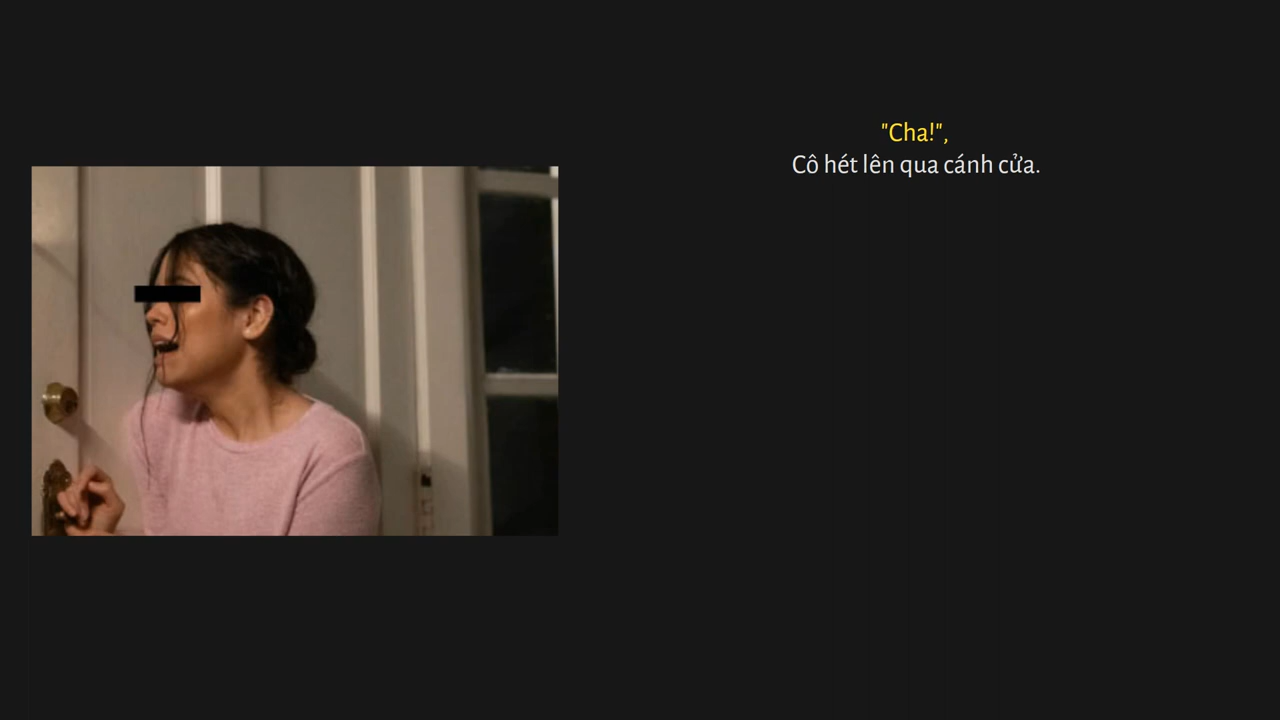 "Cha!",
Cô hét lên qua cánh cửa.